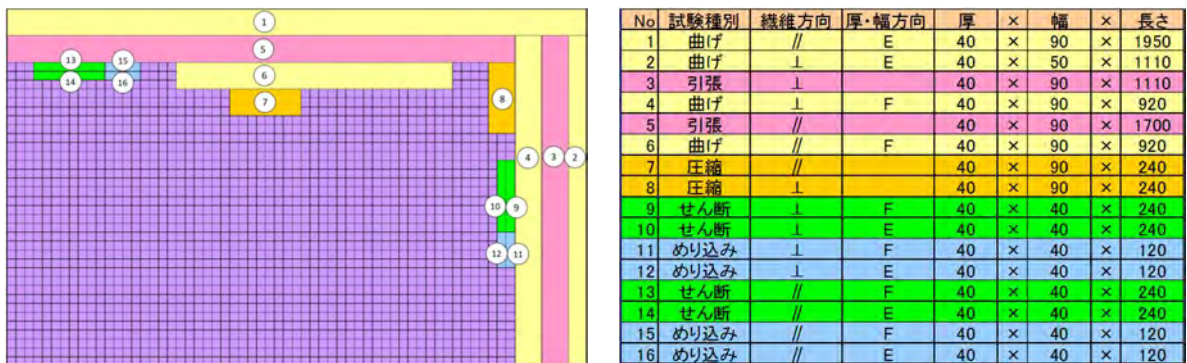 1
5
13
15
14
16
6
7
8
4
3
2
10
9
12
11
No 試験種別 繊維方向 厚・幅方向 厚 × 幅 × 長さ
1 曲げ // E 40 × 90 × 1950
2 曲げ ⊥ E 40 × 50 × 1110
3 引張 ⊥ 40 × 90 × 1110
4 曲げ ⊥ F 40 × 90 × 920
5 引張 // 40 × 90 × 1700
6 曲げ // F 40 × 90 × 920
7 圧縮 // 40 × 90 × 240
8 圧縮 ⊥ 40 × 90 × 240
9 せん断 ⊥ F 40 × 40 × 240
10 せん断 ⊥ E 40 × 40 × 240
11 めり込み ⊥ F 40 × 40 × 120
12 めり込み ⊥ E 40 × 40 × 120
13 せん断 // F 40 × 40 × 240
14 せん断 // E 40 × 40 × 240
15 めり込み // F 40 × 40 × 120
16 めり込み // E 40 × 40 × 120